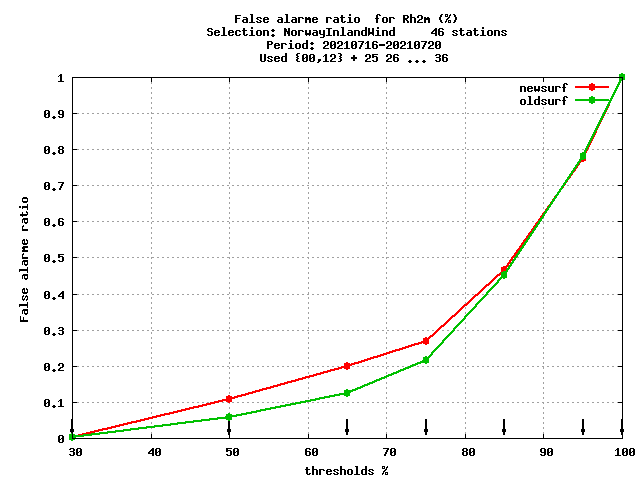 False alarme ratio  for Rh2m (%)
Selection: NorwayInlandWind     46 stations
Period: 20210716-20210720
Used {00,12} + 25 26 ... 36
newsurf
oldsurf
1
0.9
0.8
0.7
0.6
0.5
0.4
0.3
0.2
0.1
0
False alarme ratio
30 40 50 60 70 80 90 100
thresholds %